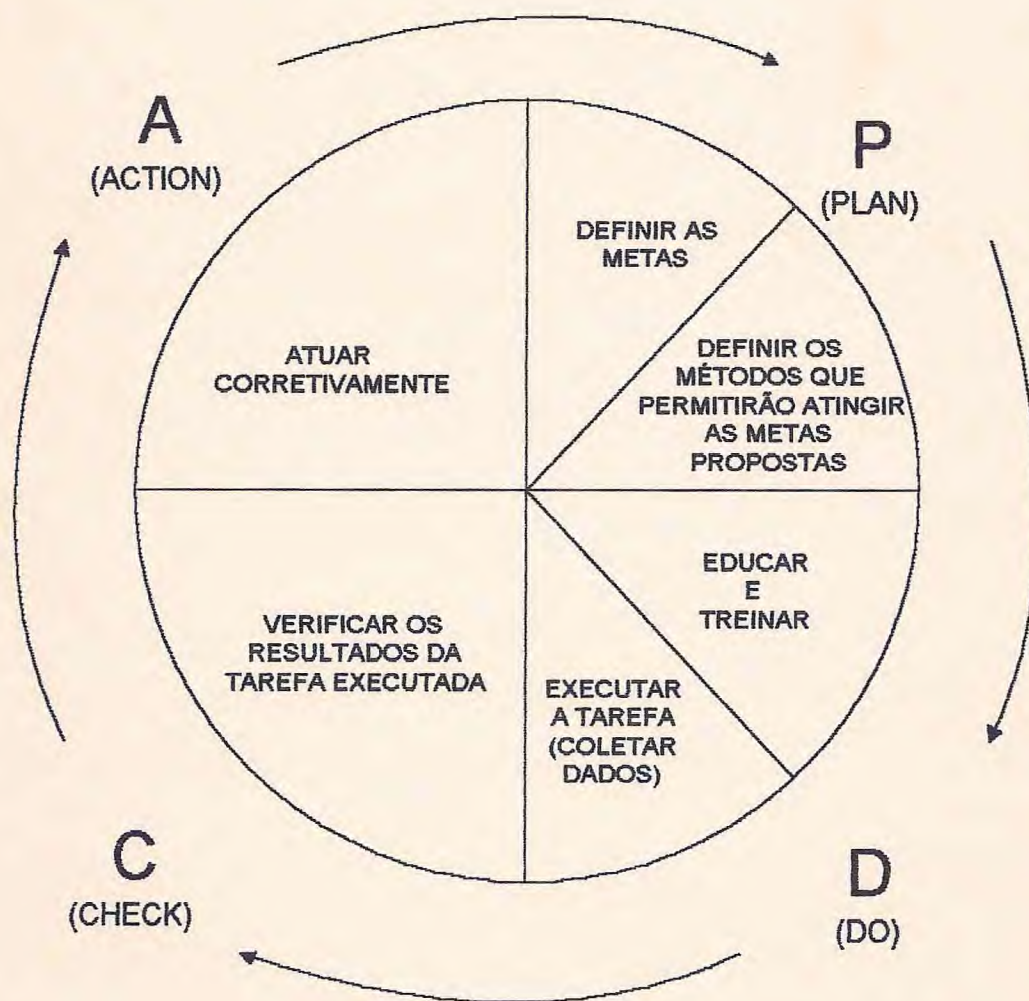 A
(ACTION)
P
(PLAN)
DEFINIR AS
METAS
DEFINIR OS
MÉTODOS QUE
PERMITIRÃO ATINGIR
AS METAS
PROPOSTAS
EDUCAR
E
TREINAR
EXECUTAR
A TAREFA
(COLETAR
DADOS)
VERIFICAR OS
RESULTADOS DA
TAREFA EXECUTADA
ATUAR
CORRETIVAMENTE
C
(CHECK)
D
(DO)